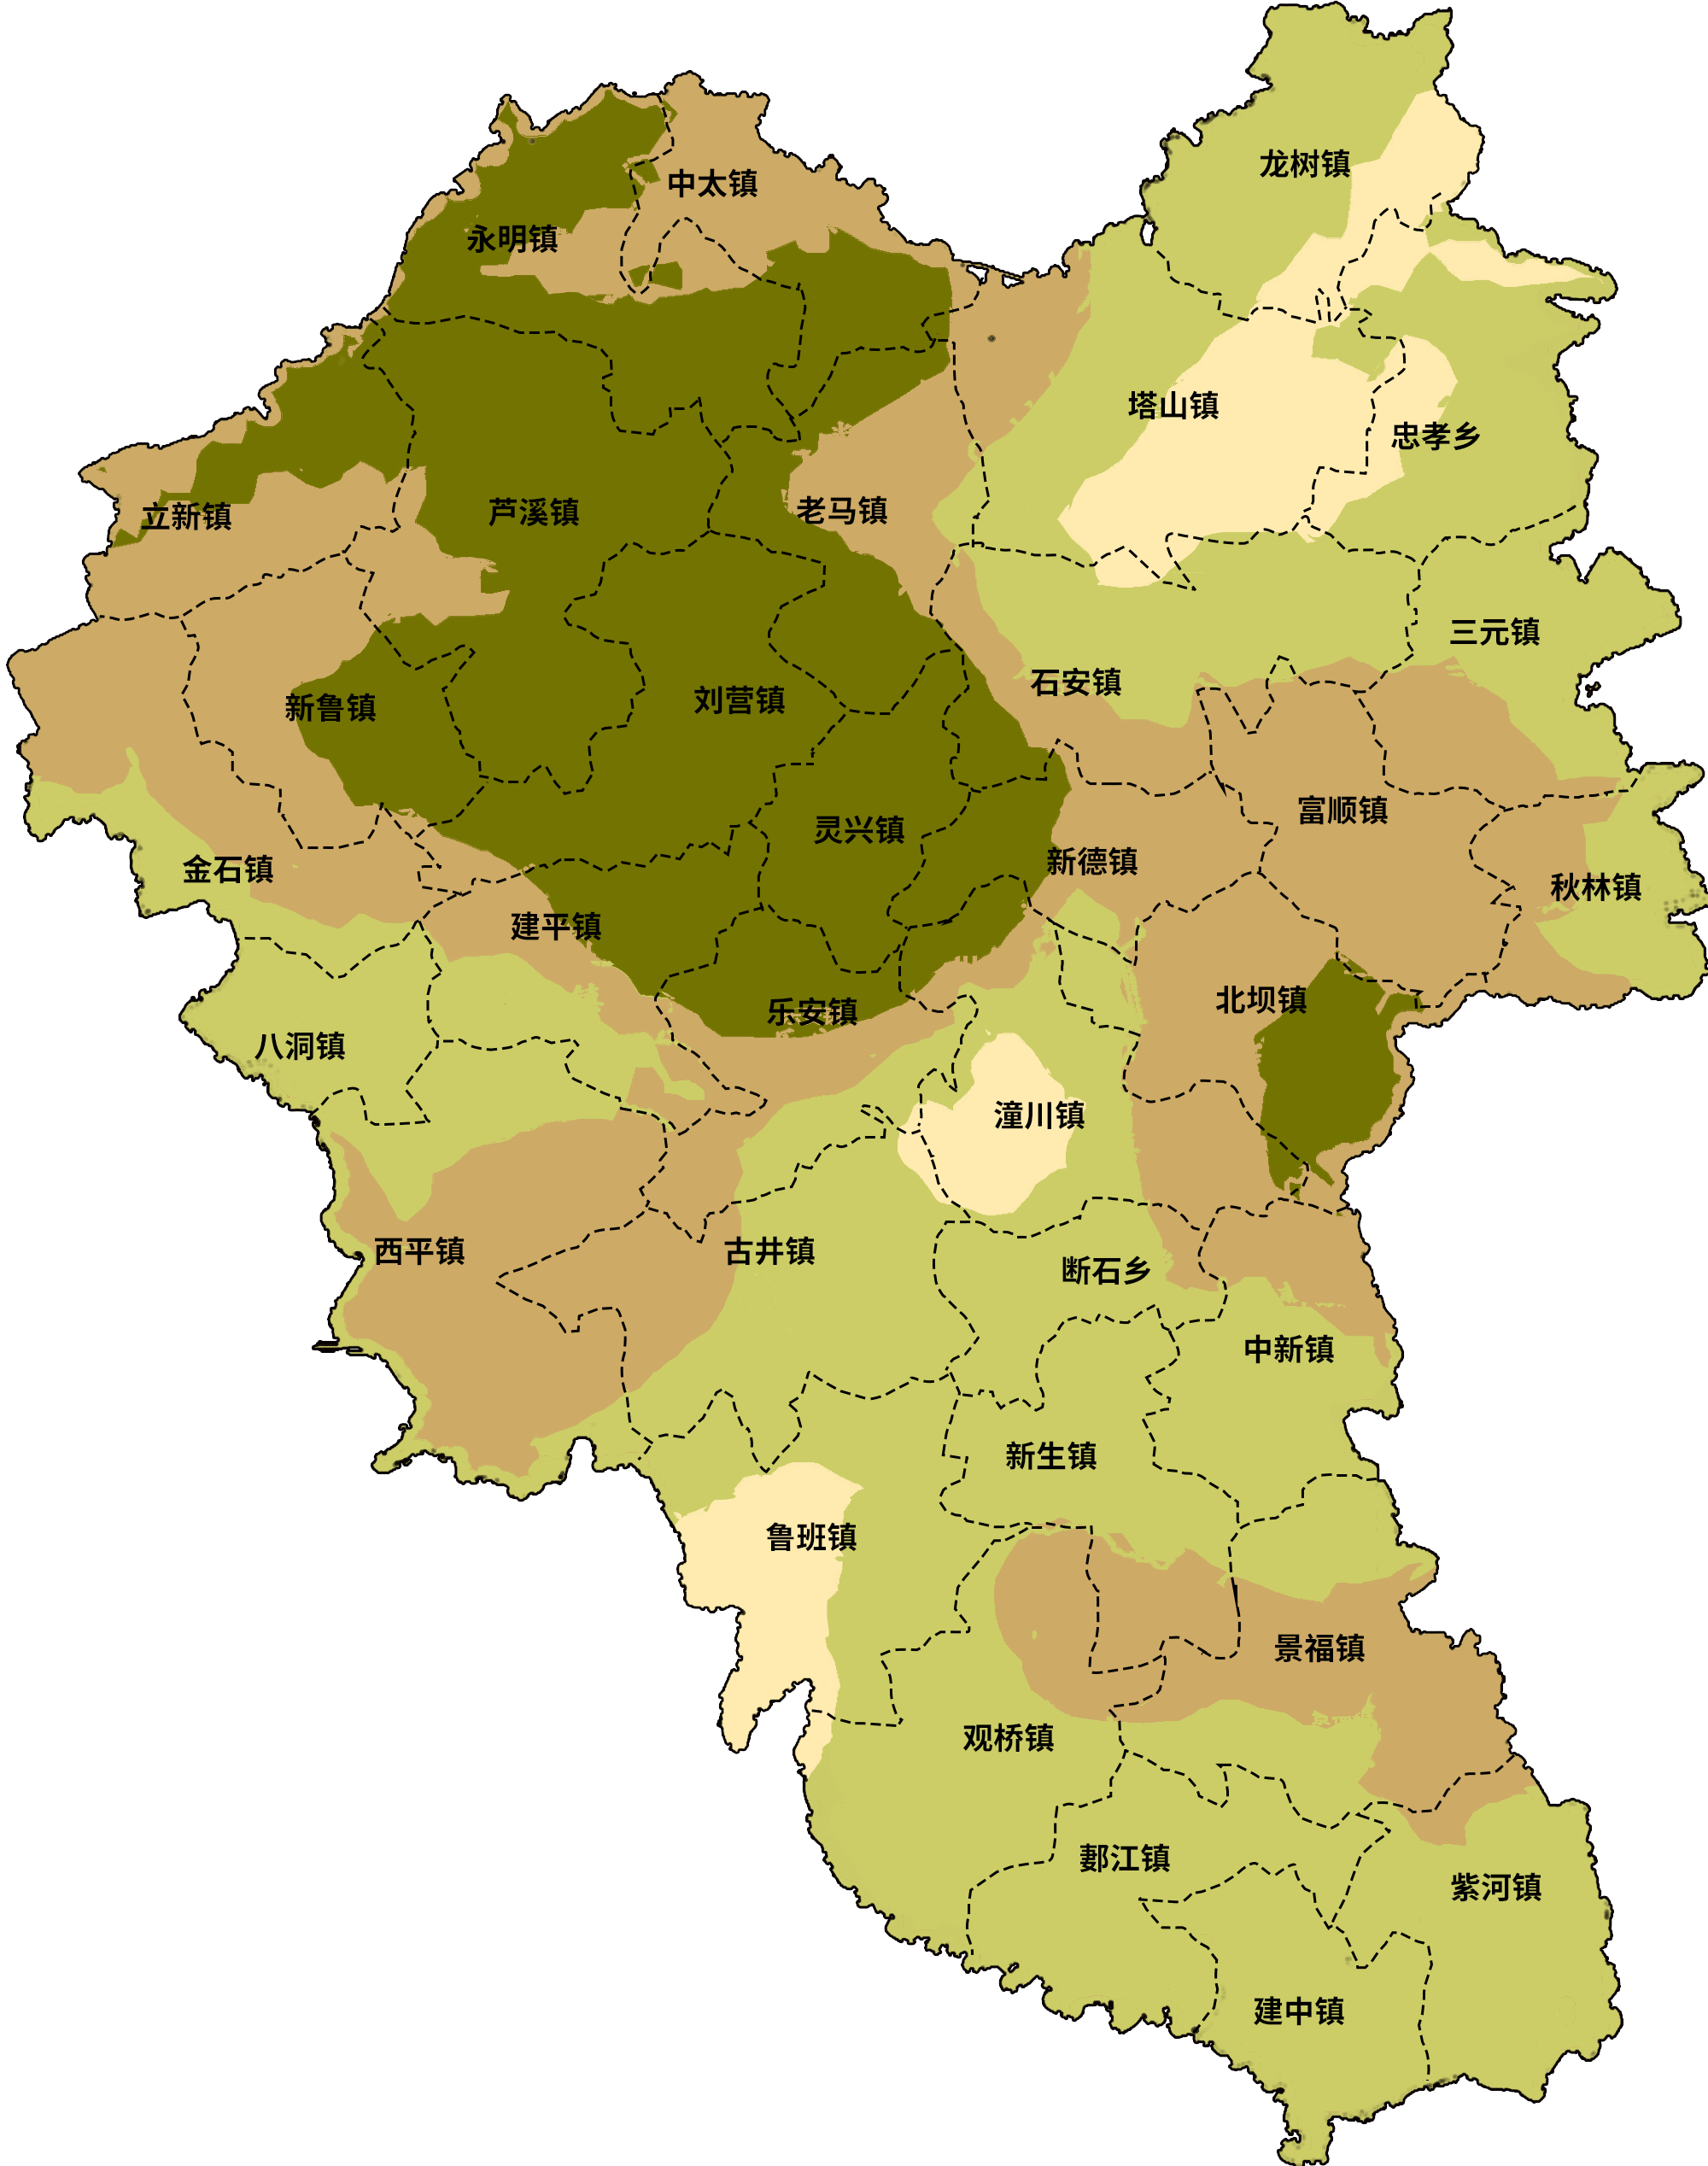 龙树镇
中太镇
永明镇
塔山镇
忠孝乡
老马镇
芦溪镇
立新镇
三元镇
石安镇
刘营镇
新鲁镇
富顺镇
灵兴镇
新德镇
金石镇
秋林镇
建平镇
北坝镇
乐安镇
八洞镇
潼川镇
西平镇
古井镇
断石乡
中新镇
新生镇
鲁班镇
景福镇
观桥镇
郪江镇
紫河镇
建中镇